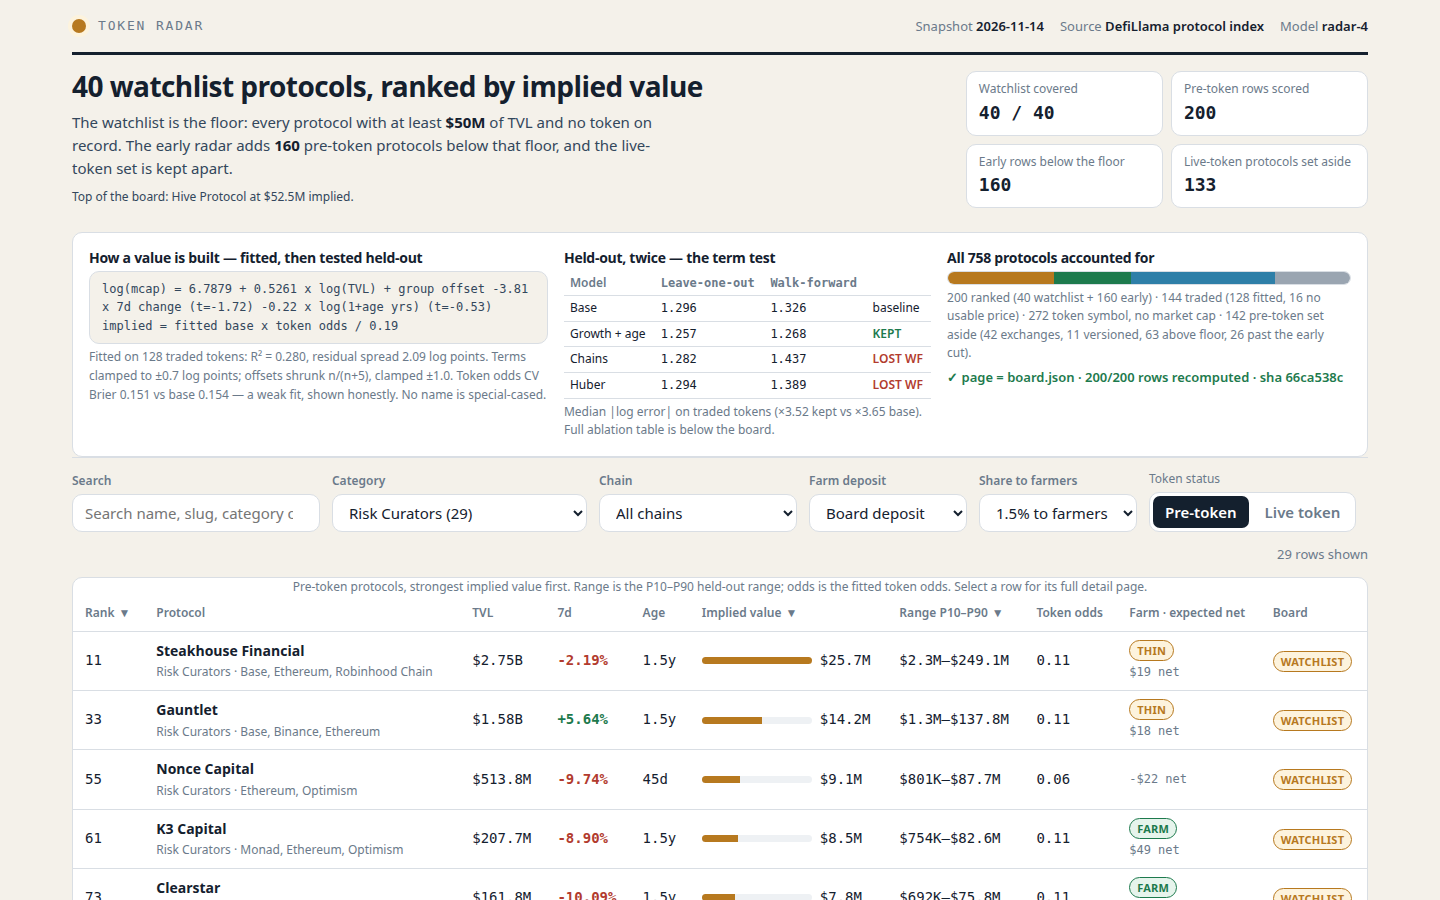 TOKEN RADAR
Snapshot 2026-11-14 Source DefiLlama protocol index Model radar-4
40 watchlist protocols, ranked by implied value
The watchlist is the floor: every protocol with at least $50M of TVL and no token on
record. The early radar adds 160 pre-token protocols below that floor, and the live-
token set is kept apart.
Top of the board: Hive Protocol at $52.5M implied.
Watchlist covered
40 / 40
Pre-token rows scored
200
Early rows below the floor
160
Live-token protocols set aside
133
How a value is built — fitted, then tested held-out
log(mcap) = 6.7879 + 0.5261 x log(TVL) + group offset -3.81
x 7d change (t=-1.72) -0.22 x log(1+age yrs) (t=-0.53)
implied = fitted base x token odds / 0.19
Fitted on 128 traded tokens: R² = 0.280, residual spread 2.09 log points. Terms
clamped to ±0.7 log points; offsets shrunk n/(n+5), clamped ±1.0. Token odds CV
Brier 0.151 vs base 0.154 — a weak fit, shown honestly. No name is special-cased.
Held-out, twice — the term test
Model Leave-one-out Walk-forward
Base 1.296 1.326 baseline
Growth + age 1.257 1.268 KEPT
Chains 1.282 1.437 LOST WF
Huber 1.294 1.389 LOST WF
Median |log error| on traded tokens (×3.52 kept vs ×3.65 base).
Full ablation table is below the board.
All 758 protocols accounted for
200 ranked (40 watchlist + 160 early) · 144 traded (128 fitted, 16 no
usable price) · 272 token symbol, no market cap · 142 pre-token set
aside (42 exchanges, 11 versioned, 63 above floor, 26 past the early
cut).
✓ page = board.json · 200/200 rows recomputed · sha 66ca538c
Search
Search name, slug, category c
Category
Risk Curators (29)
Chain
All chains
Farm deposit
Board deposit
Share to farmers
1.5% to farmers
Token status
Pre-token Live token
29 rows shown
Pre-token protocols, strongest implied value first. Range is the P10–P90 held-out range; odds is the fitted token odds. Select a row for its full detail page.
Rank ▼ Protocol TVL 7d Age Implied value ▼ Range P10–P90 ▼ Token odds Farm · expected net Board
11 Steakhouse Financial $2.75B -2.19% 1.5y $25.7M $2.3M–$249.1M 0.11 THIN WATCHLIST
Risk Curators · Base, Ethereum, Robinhood Chain $19 net
33 Gauntlet $1.58B +5.64% 1.5y $14.2M $1.3M–$137.8M 0.11 THIN WATCHLIST
Risk Curators · Base, Binance, Ethereum $18 net
55 Nonce Capital $513.8M -9.74% 45d $9.1M $801K–$87.7M 0.06 -$22 net WATCHLIST
Risk Curators · Ethereum, Optimism
61 K3 Capital $207.7M -8.90% 1.5y $8.5M $754K–$82.6M 0.11 FARM WATCHLIST
Risk Curators · Monad, Ethereum, Optimism $49 net
73 Clearstar $161.8M -10.09% 1.5y $7.8M $692K–$75.8M 0.11 FARM WATCHLIST